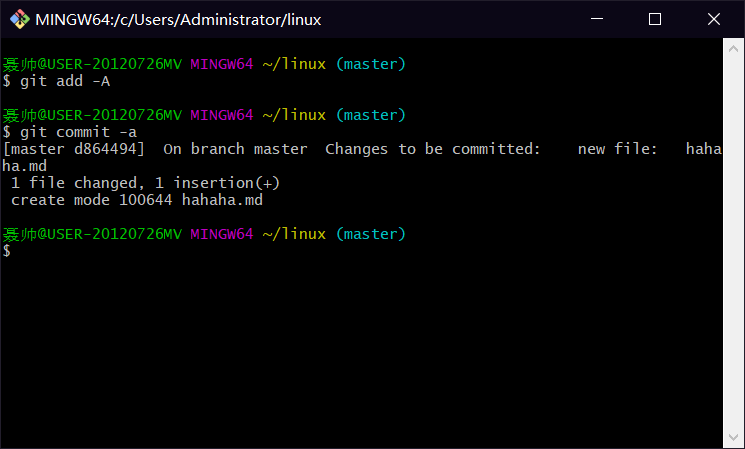 MINGW64:/c/Users/Administrator/linux
聂帅@USER-20120726MV MINGW64 ~/linux (master)
$ git add -A
聂帅@USER-20120726MV MINGW64 ~/linux (master)
$ git commit -a
[master d864494]  On branch master  Changes to be committed:    new file:   haha
ha.md
 1 file changed, 1 insertion(+)
 create mode 100644 hahaha.md
聂帅@USER-20120726MV MINGW64 ~/linux (master)
$